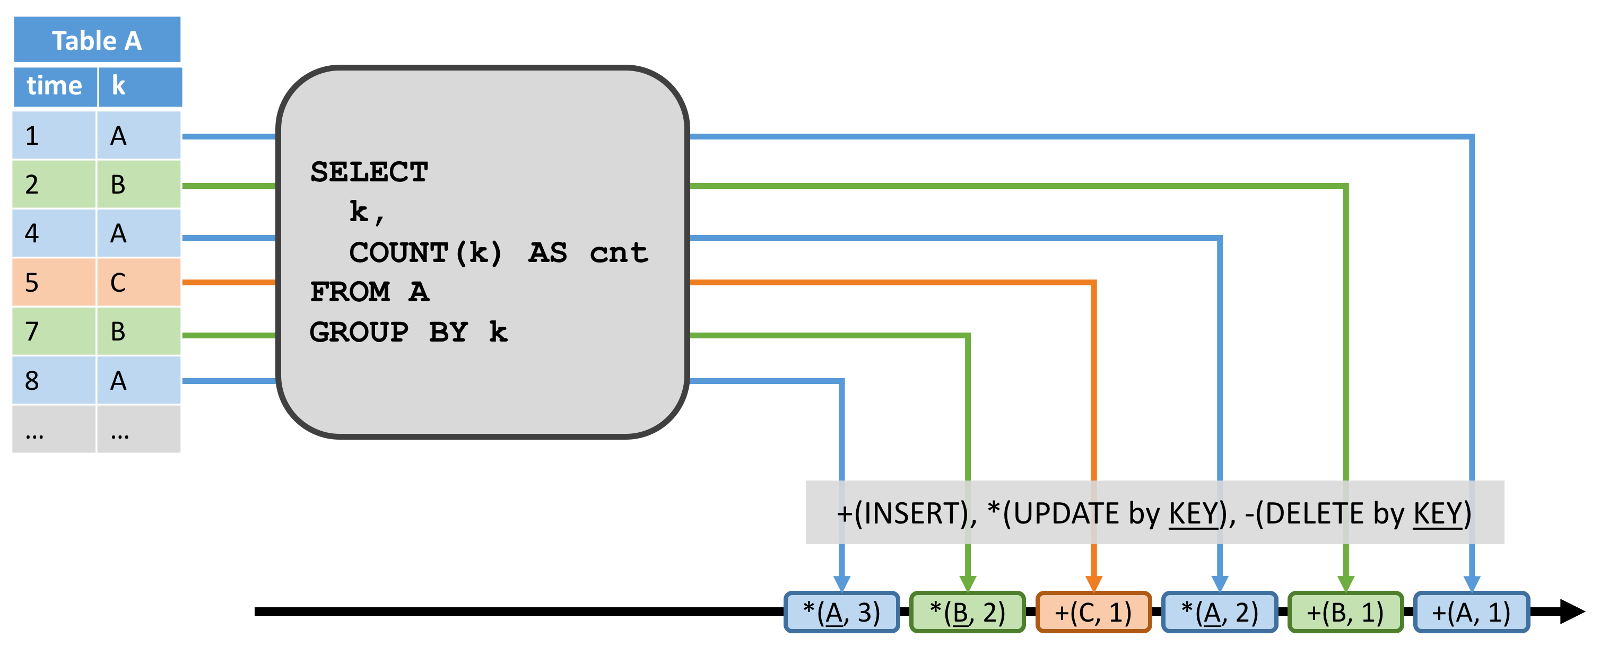 Table A
time k
1 A
2 B
4 A
5 C
7 B
8 A
... ...
SELECT
k,
COUNT(k) AS cnt
FROM A
GROUP BY k
+(INSERT), *(UPDATE by KEY), -(DELETE by KEY)
*(A, 3) *(B, 2) +(C, 1) *(A, 2) +(B, 1) +(A, 1)